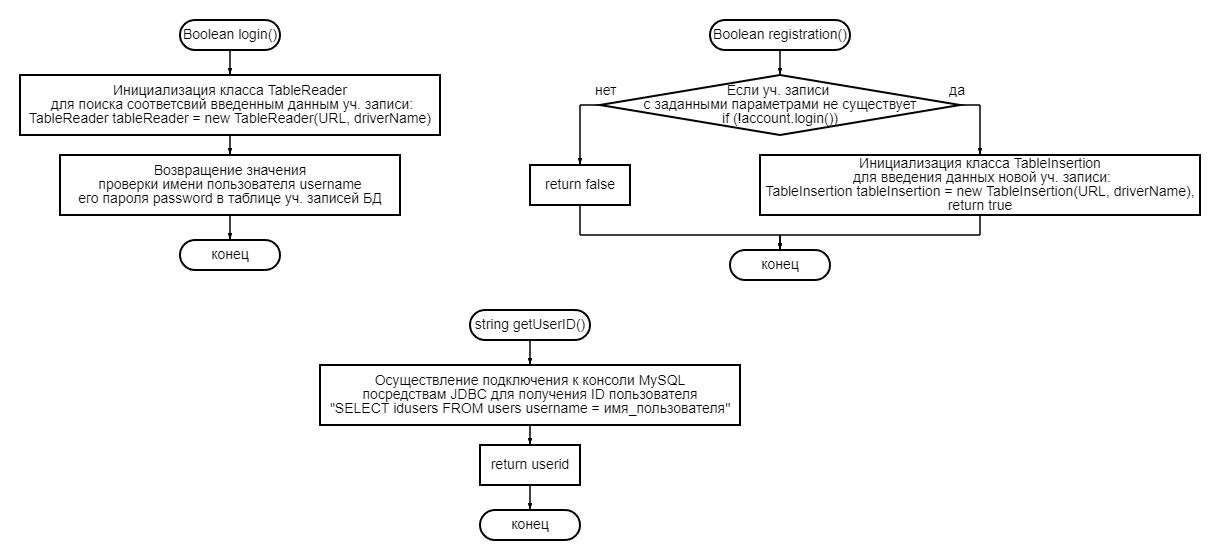 Boolean login()
Инициализация класса TableReader
для поиска соответсвий введенным данным уч. записи:
TableReader tableReader = new TableReader(URL, driverName)
Возвращение значения
проверки имени пользователя username
его пароля password в таблице уч. записей БД
конец
Boolean registration()
Если уч. записи
с заданными параметрами не существует
if (!account.login())
нет
да
return false
Инициализация класса TableInsertion
для введения данных новой уч. записи:
TableInsertion tableInsertion = new TableInsertion(URL, driverName),
return true
конец
string getUserID()
Осуществление подключения к консоли MySQL
посредствам JDBC для получения ID пользователя
"SELECT idusers FROM users username = имя_пользователя"
return userid
конец